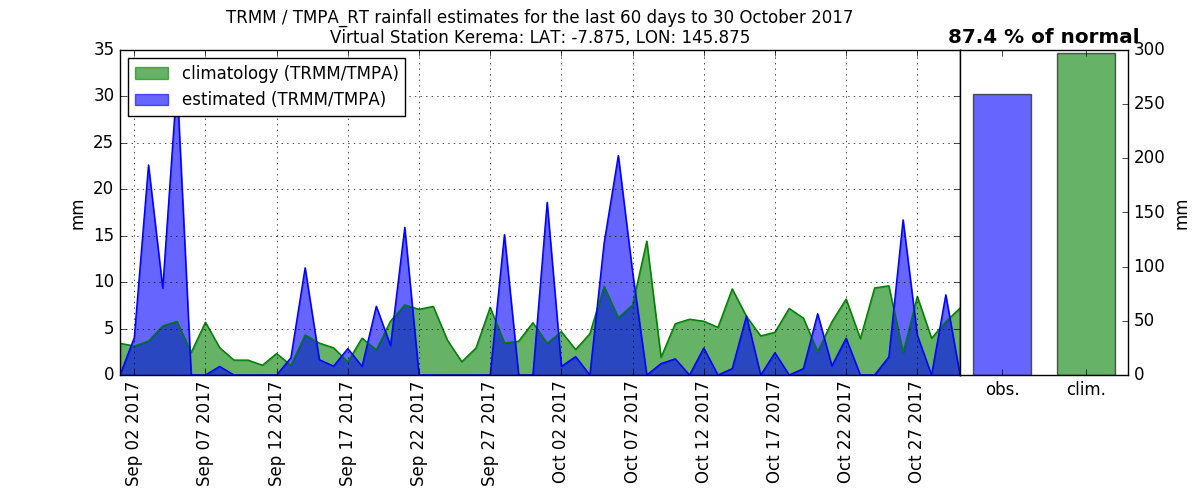 TRMM / TMPA_RT rainfall estimates for the last 60 days to 30 October 2017
Virtual Station Kerema: LAT: -7.875, LON: 145.875
87.4 % of normal
climatology (TRMM/TMPA)
estimated (TRMM/TMPA)
35
30
25
20
15
10
5
0
mm
Sep 02 2017
Sep 07 2017
Sep 12 2017
Sep 17 2017
Sep 22 2017
Sep 27 2017
Oct 02 2017
Oct 07 2017
Oct 12 2017
Oct 17 2017
Oct 22 2017
Oct 27 2017
obs.
clim.
300
250
200
150
100
50
0
mm